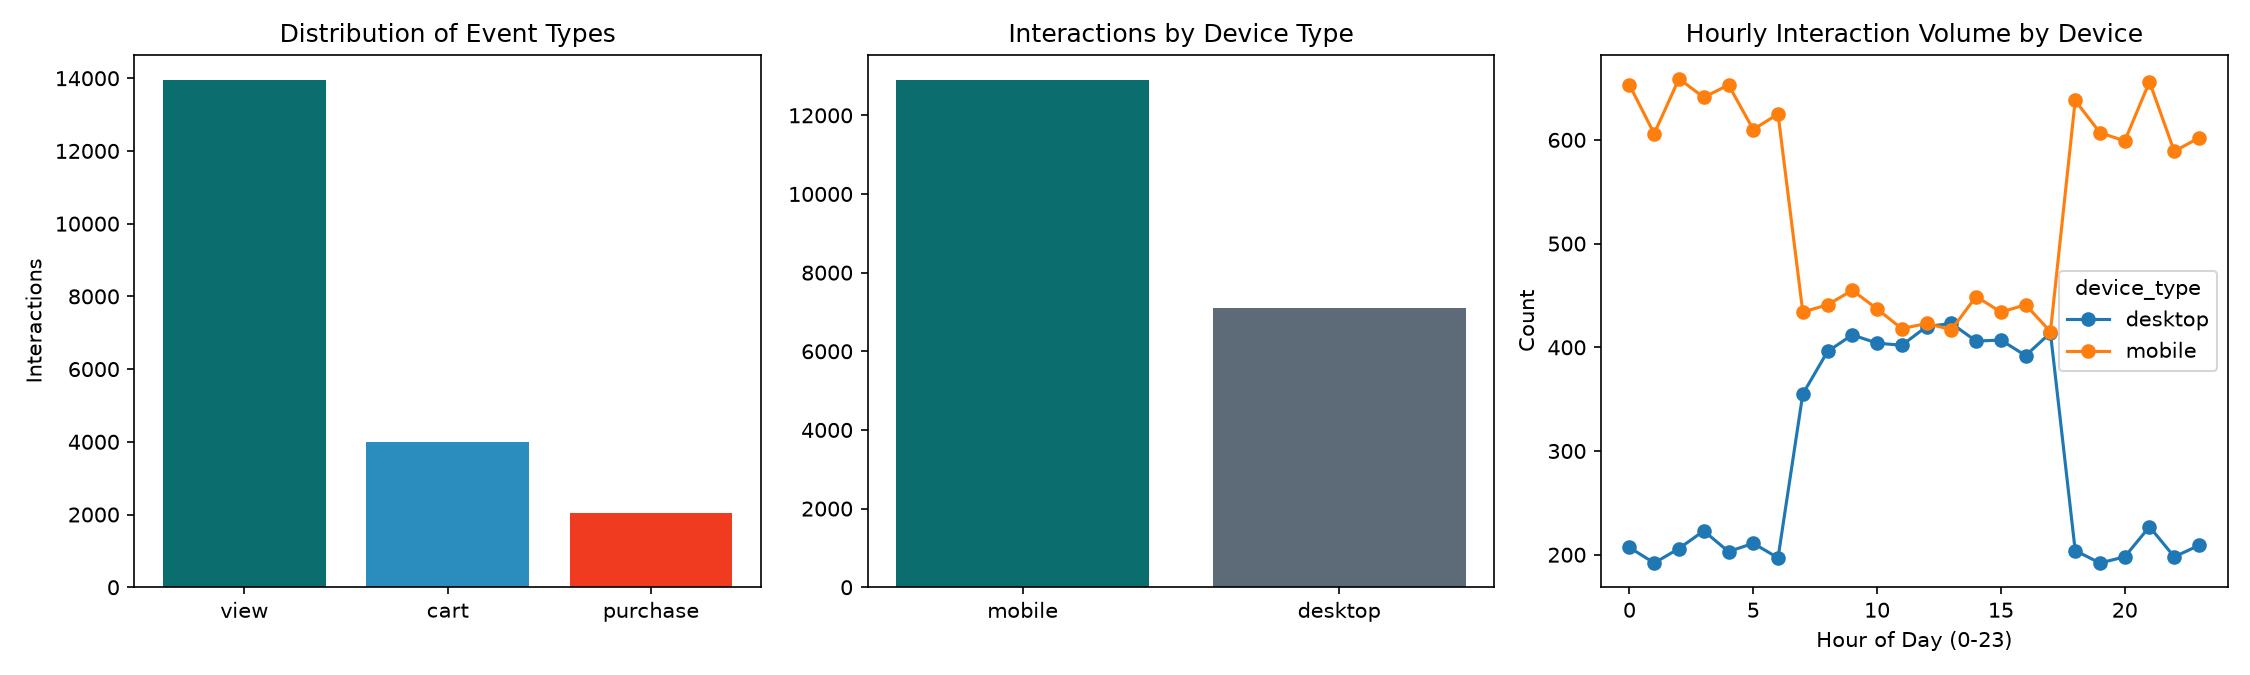 Distribution of Event Types
Interactions
14000
12000
10000
8000
6000
4000
2000
0
view
cart
purchase
Interactions by Device Type
12000
10000
8000
6000
4000
2000
0
mobile
desktop
Hourly Interaction Volume by Device
Count
600
500
400
300
200
device_type
desktop
mobile
0
5
10
15
20
Hour of Day (0-23)